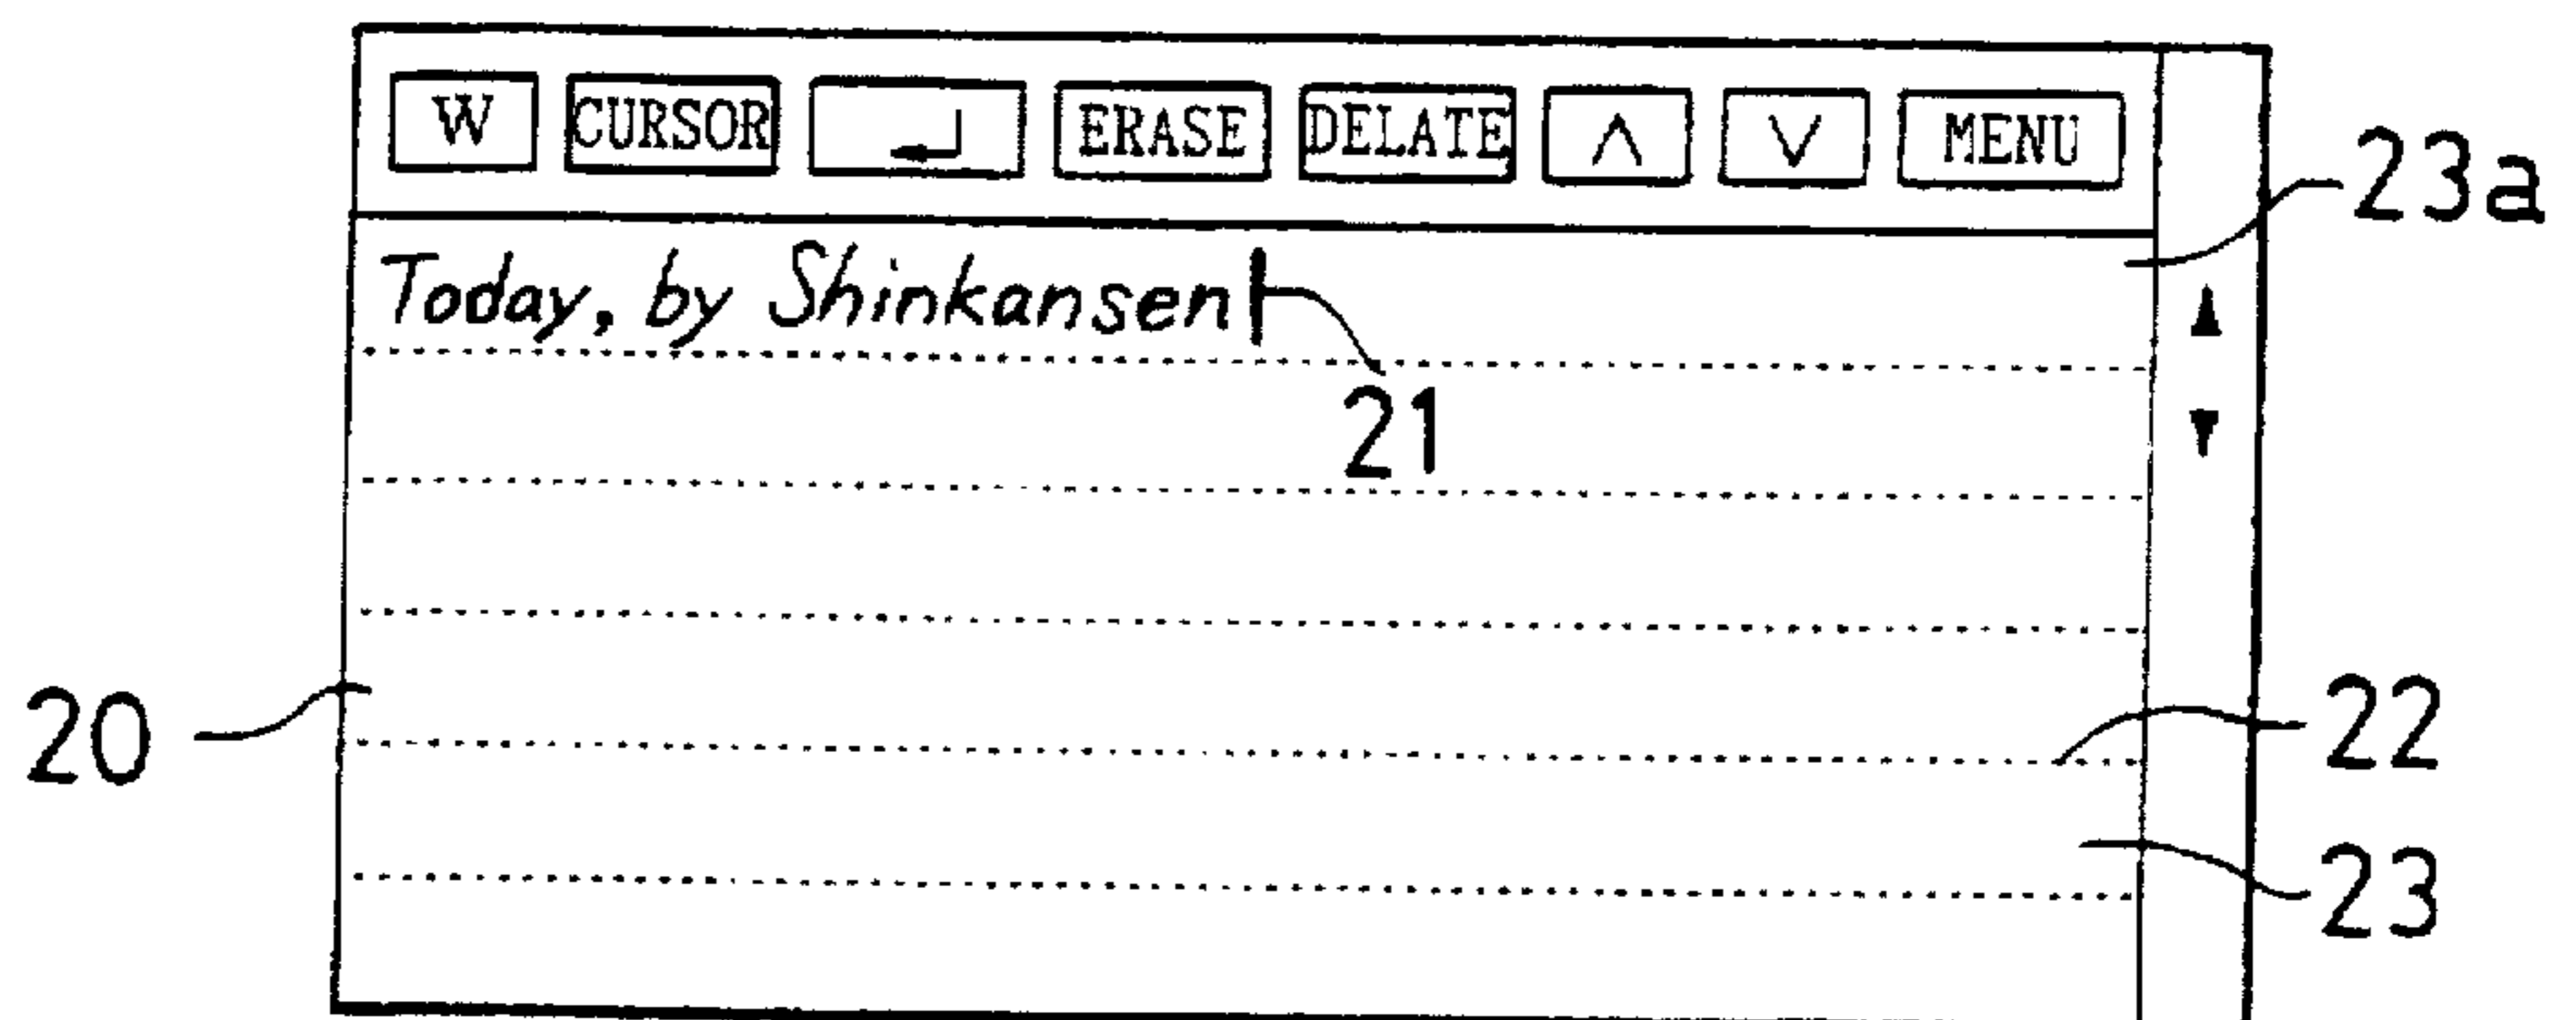 W CURSOR ERASE DELATE ∧ ∨ MENU
23a
Today, by Shinkansen
21
20
22
23